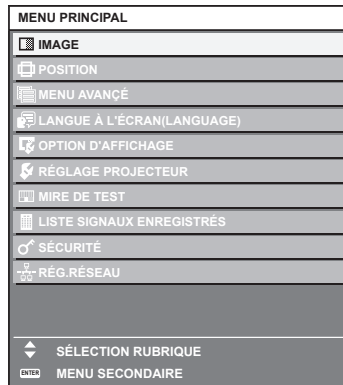 MENU PRINCIPAL
IMAGE
POSITION
MENU AVANÇÉ
LANGUE À L'ÉCRAN(LANGUAGE)
OPTION D'AFFICHAGE
RÉGLAGE PROJECTEUR
MIRE DE TEST
LISTE SIGNAUX ENREGISTRÉS
SÉCURITÉ
RÉG.RÉSEAU
SÉLECTION RUBRIQUE
ENTER MENU SECONDAIRE